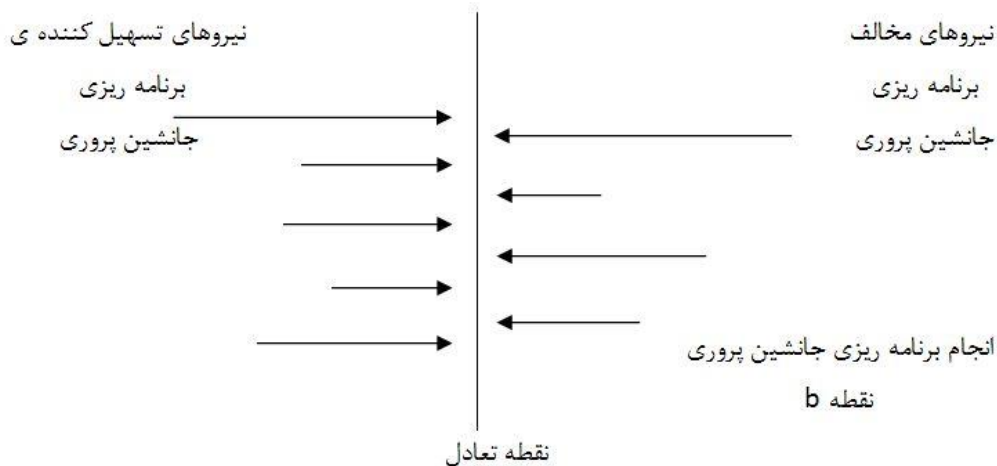 نیروهای مخالف
برنامه ریزی
جانشین پروری
نیروهای تسهیل کننده ی
برنامه ریزی
جانشین پروری
انجام برنامه ریزی جانشین پروری
نقطه b
نقطه تعادل